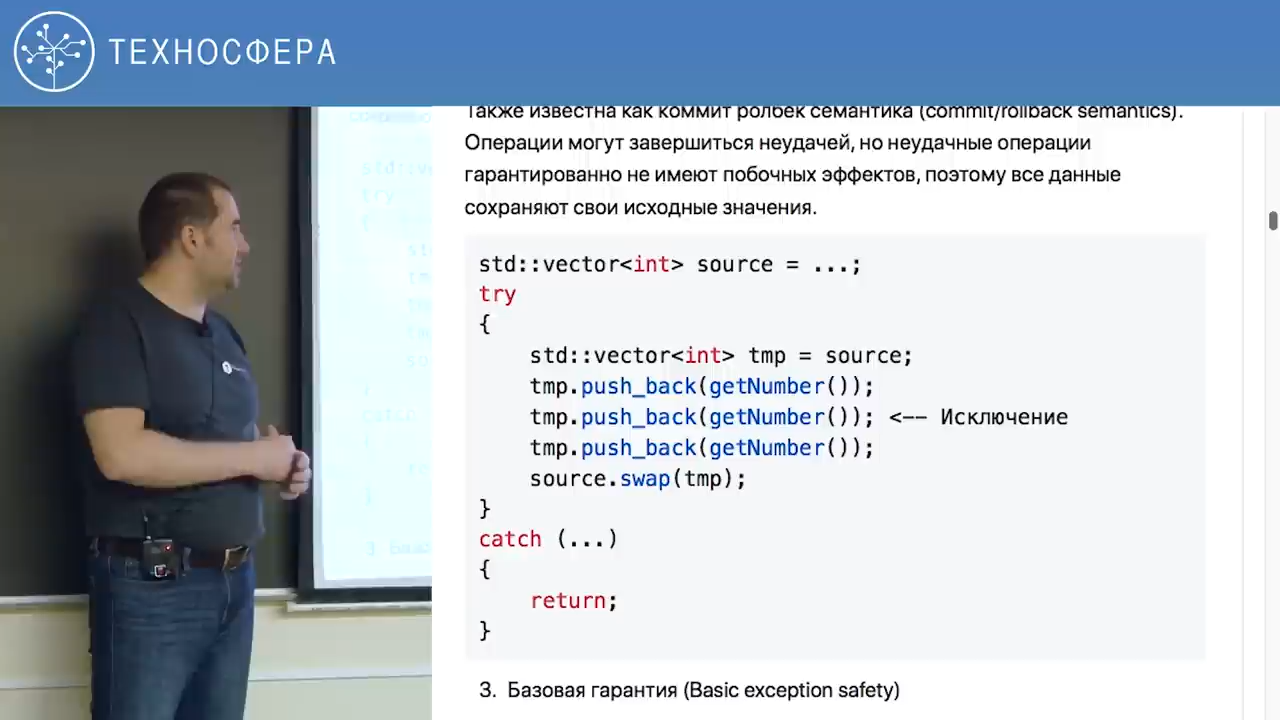 ТЕХНОСФЕРА
Также известна как коммит ролбек семантика (commit/rollback semantics).
Операции могут завершиться неудачей, но неудачные операции
гарантированно не имеют побочных эффектов, поэтому все данные
сохраняют свои исходные значения.
std::vector<int> source = ...;
try
{
    std::vector<int> tmp = source;
    tmp.push_back(getNumber());
    tmp.push_back(getNumber()); <-- Исключение
    tmp.push_back(getNumber());
    source.swap(tmp);
}
catch (...)
{
    return;
}
3. Базовая гарантия (Basic exception safety)